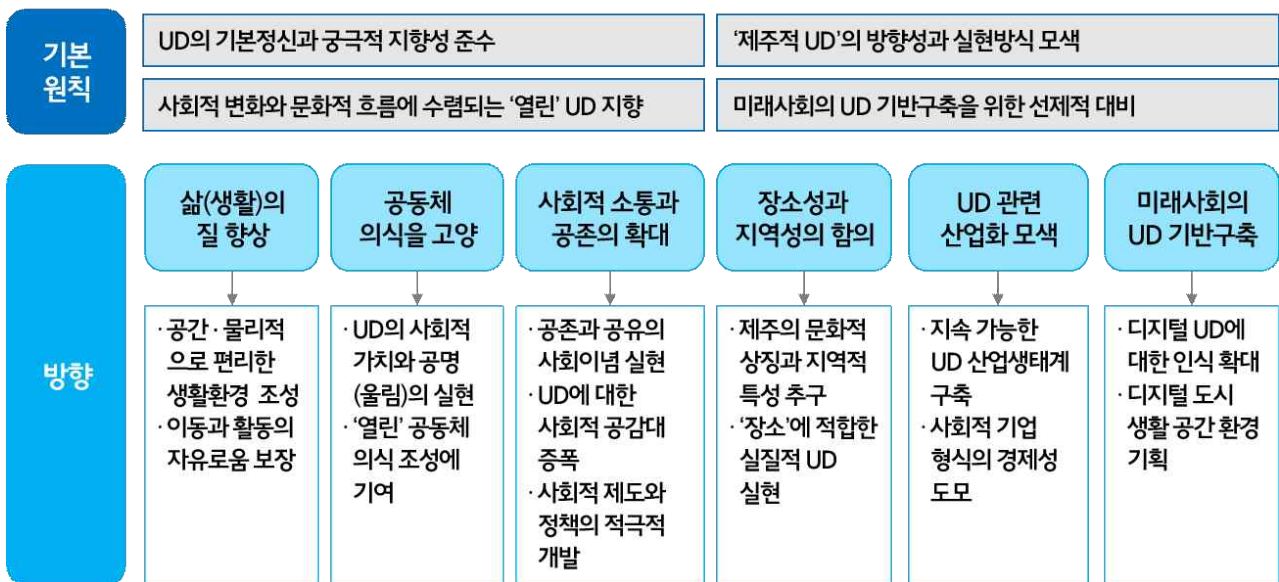 기본
원칙
UD의 기본정신과 궁극적 지향성 준수
'제주적 UD'의 방향성과 실현방식 모색
사회적 변화와 문화적 흐름에 수렴되는 '열린' UD 지향
미래사회의 UD 기반구축을 위한 선제적 대비
방향
삶(생활)의
질 향상
· 공간 · 물리적
으로 편리한
생활환경 조성
· 이동과 활동의
자유로움 보장
공동체
의식을 고양
· UD의 사회적
가치와 공명
(울림)의 실현
· '열린' 공동체
의식 조성에
기여
사회적 소통과
공존의 확대
· 공존과 공유의
사회이념 실현
· UD에 대한
사회적 공감대
증폭
· 사회적 제도와
정책의 적극적
개발
장소성과
지역성의 함의
· 제주의 문화적
상징과 지역적
특성 추구
· '장소'에 적합한
실질적 UD
실현
UD 관련
산업화 모색
· 지속 가능한
UD 산업생태계
구축
· 사회적 기업
형식의 경제성
도모
미래사회의
UD 기반구축
· 디지털 UD에
대한 인식 확대
· 디지털 도시
생활 공간 환경
기획